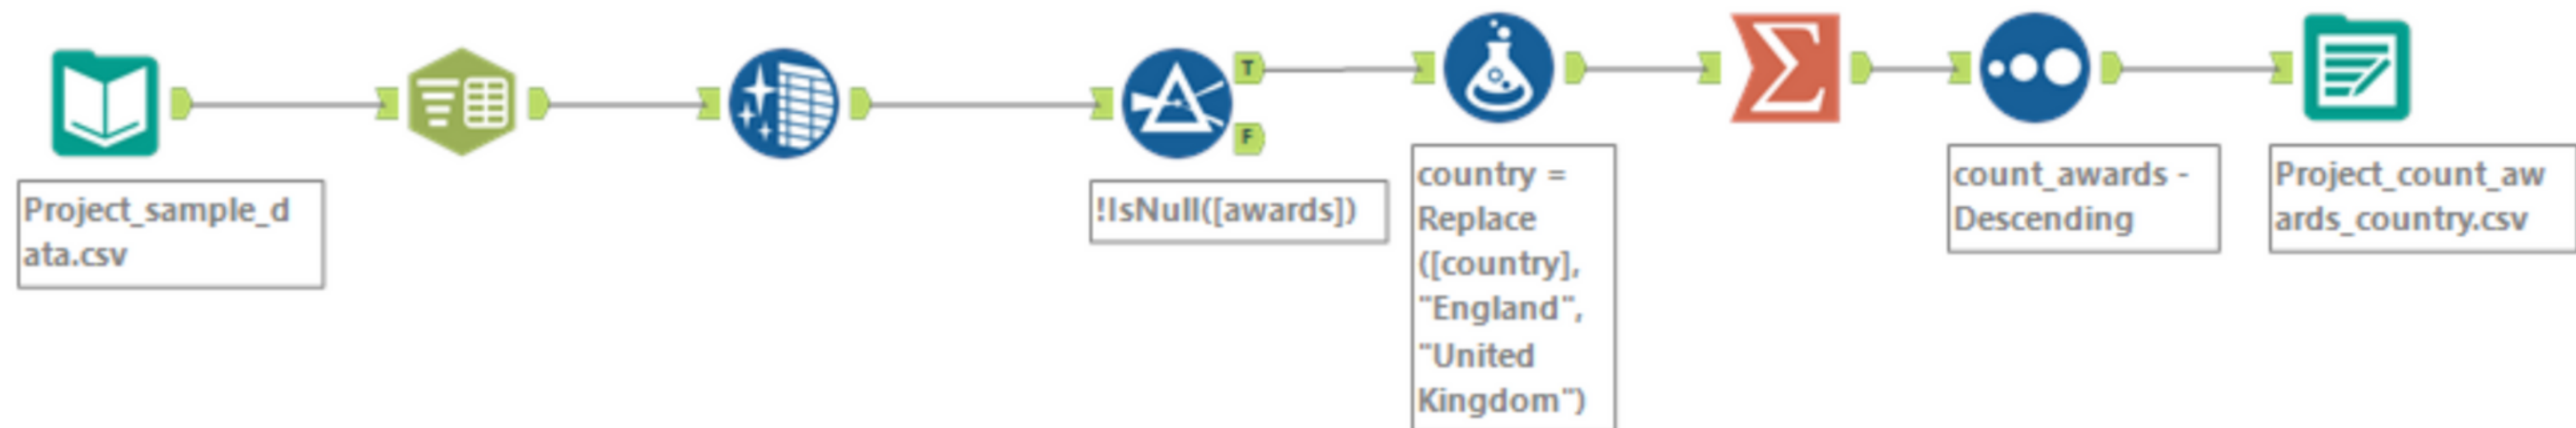 Project_sample_d
ata.csv
T
F
!IsNull([awards])
country =
Replace
([country],
"England",
"United
Kingdom")
Σ
count_awards -
Descending
Project_count_aw
ards_country.csv